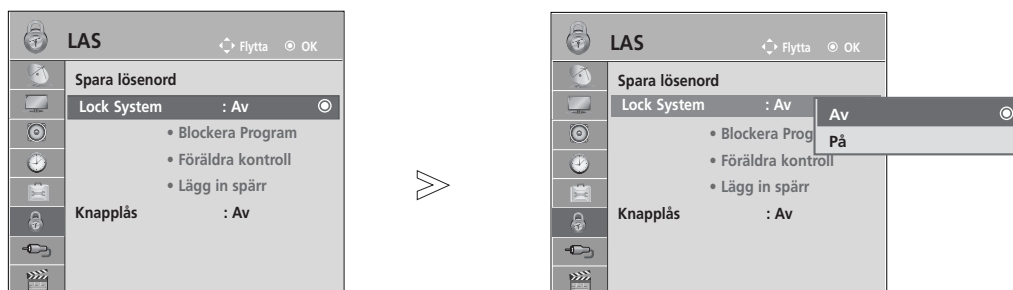 LAS
Flytta OK
Spara lösenord
Lock System : Av
• Blockera Program
• Föräldra kontroll
• Lägg in spärr
Knapplås : Av
LAS
Flytta OK
Spara lösenord
Lock System : Av
Av
• Blockera Prog
På
• Föräldra kontroll
• Lägg in spärr
Knapplås : Av